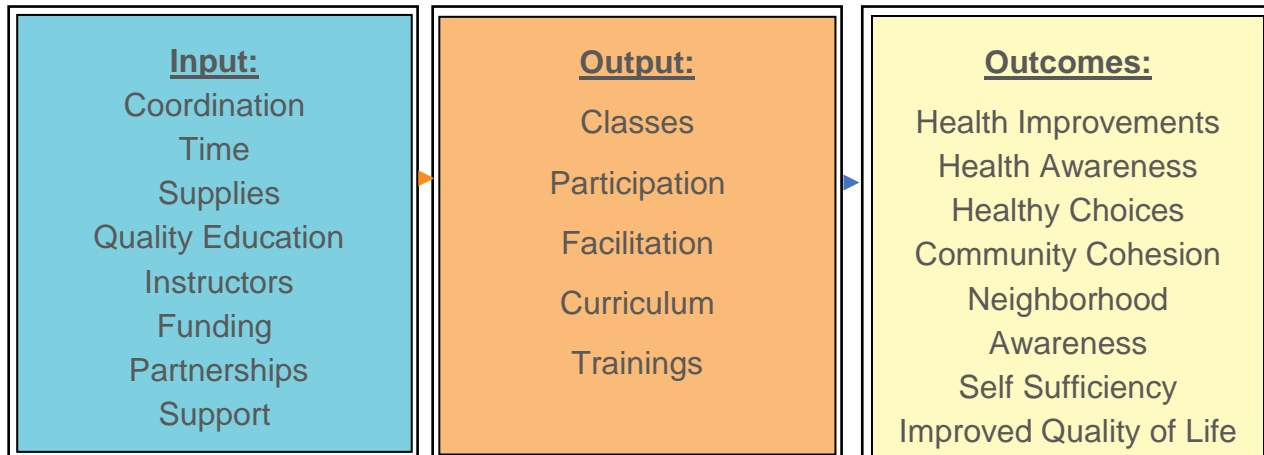 Input:
Coordination
Time
Supplies
Quality Education
Instructors
Funding
Partnerships
Support
Output:
Classes
Participation
Facilitation
Curriculum
Trainings
Outcomes:
Health Improvements
Health Awareness
Healthy Choices
Community Cohesion
Neighborhood
Awareness
Self Sufficiency
Improved Quality of Life